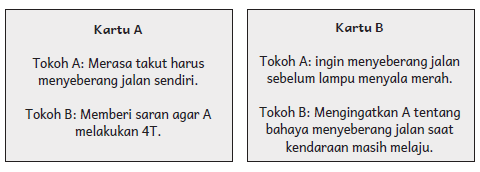 Kartu A
Tokoh A: Merasa takut harus
menyeberang jalan sendiri.
Tokoh B: Memberi saran agar A
melakukan 4T.
Kartu B
Tokoh A: ingin menyeberang jalan
sebelum lampu menyala merah.
Tokoh B: Mengingatkan A tentang
bahaya menyeberang jalan saat
kendaraan masih melaju.